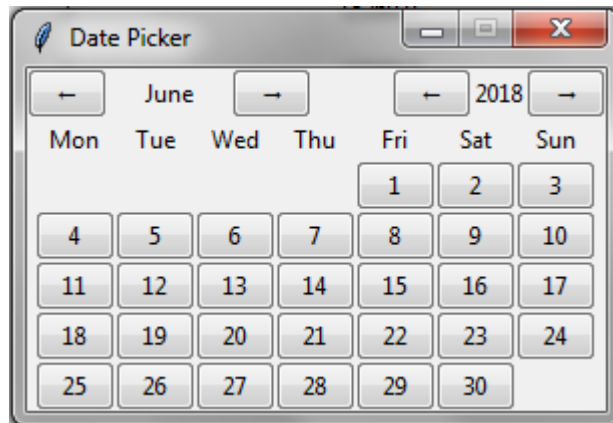 Date Picker
← June → ← 2018 →
Mon Tue Wed Thu Fri Sat Sun
1 2 3
4 5 6 7 8 9 10
11 12 13 14 15 16 17
18 19 20 21 22 23 24
25 26 27 28 29 30